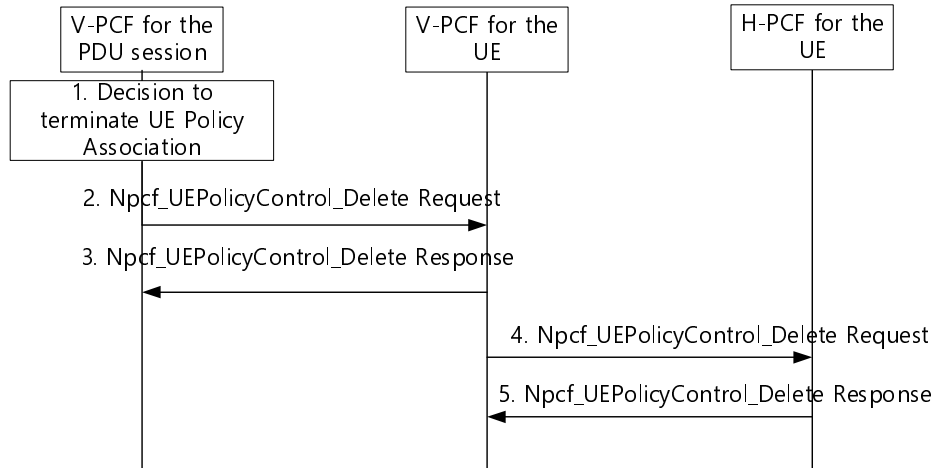 V-PCF for the
PDU session
V-PCF for the
UE
H-PCF for the
UE
1. Decision to
terminate UE Policy
Association
2. Npcf_UEPolicyControl_Delete Request
3. Npcf_UEPolicyControl_Delete Response
4. Npcf_UEPolicyControl_Delete Request
5. Npcf_UEPolicyControl_Delete Response